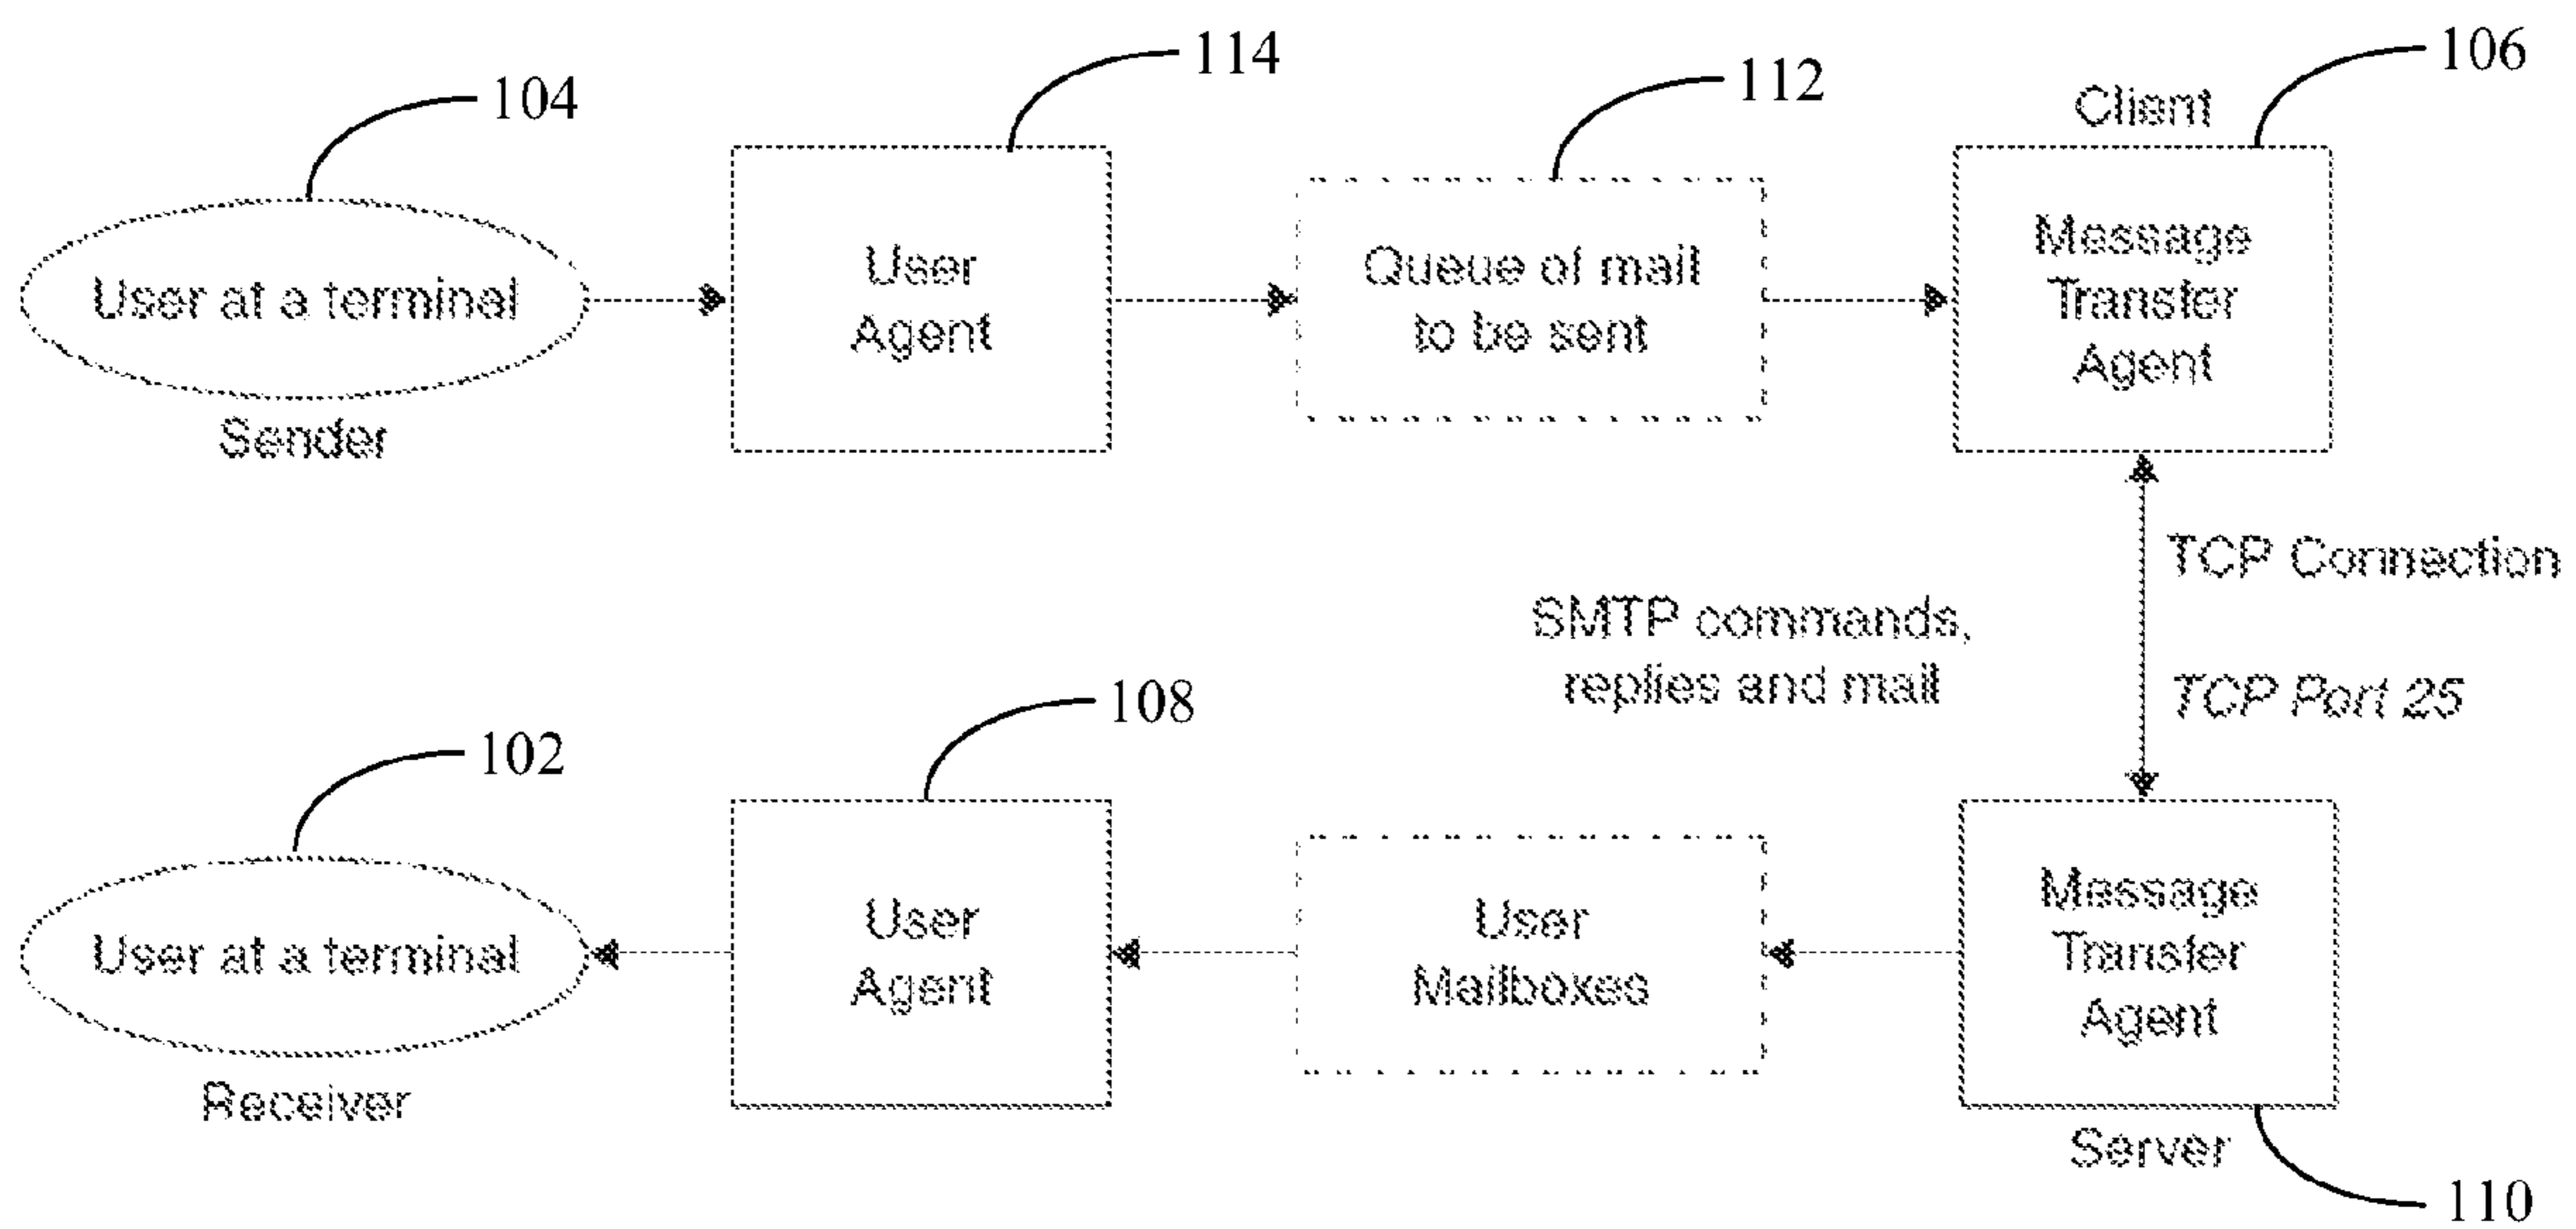 104
114
112
106
Client
User at a terminal
Sender
User
Agent
Queue of mail
to be sent
Message
Transfer
Agent
TCP Connection
SMTP commands,
replies and mail
TCP Port 25
102
108
User at a terminal
Receiver
User
Agent
User
Mailboxes
Message
Transfer
Agent
Server
110